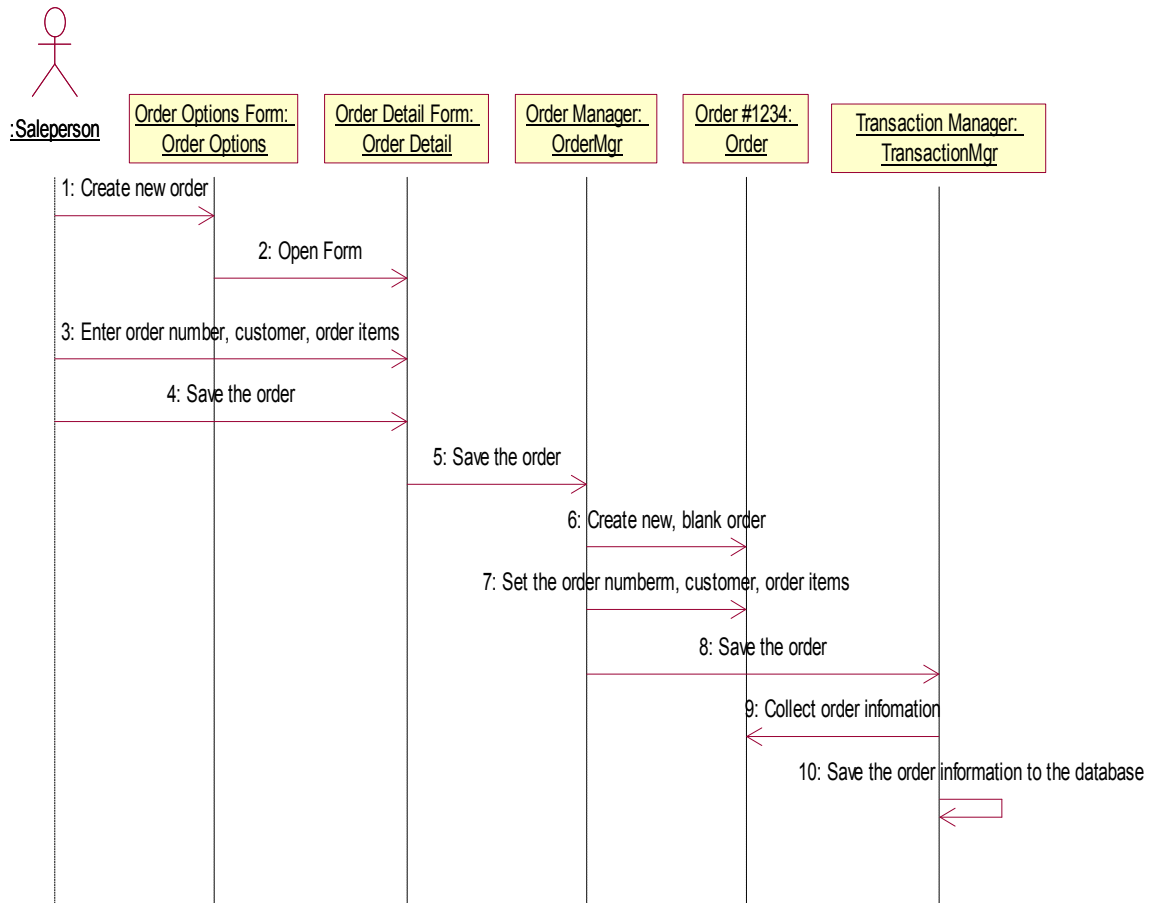 :Saleperson
Order Options Form:
Order Options
Order Detail Form:
Order Detail
Order Manager:
OrderMgr
Order #1234:
Order
Transaction Manager:
TransactionMgr
1: Create new order
2: Open Form
3: Enter order number, customer, order items
4: Save the order
5: Save the order
6: Create new, blank order
7: Set the order numberm, customer, order items
8: Save the order
9: Collect order infomation
10: Save the order information to the database